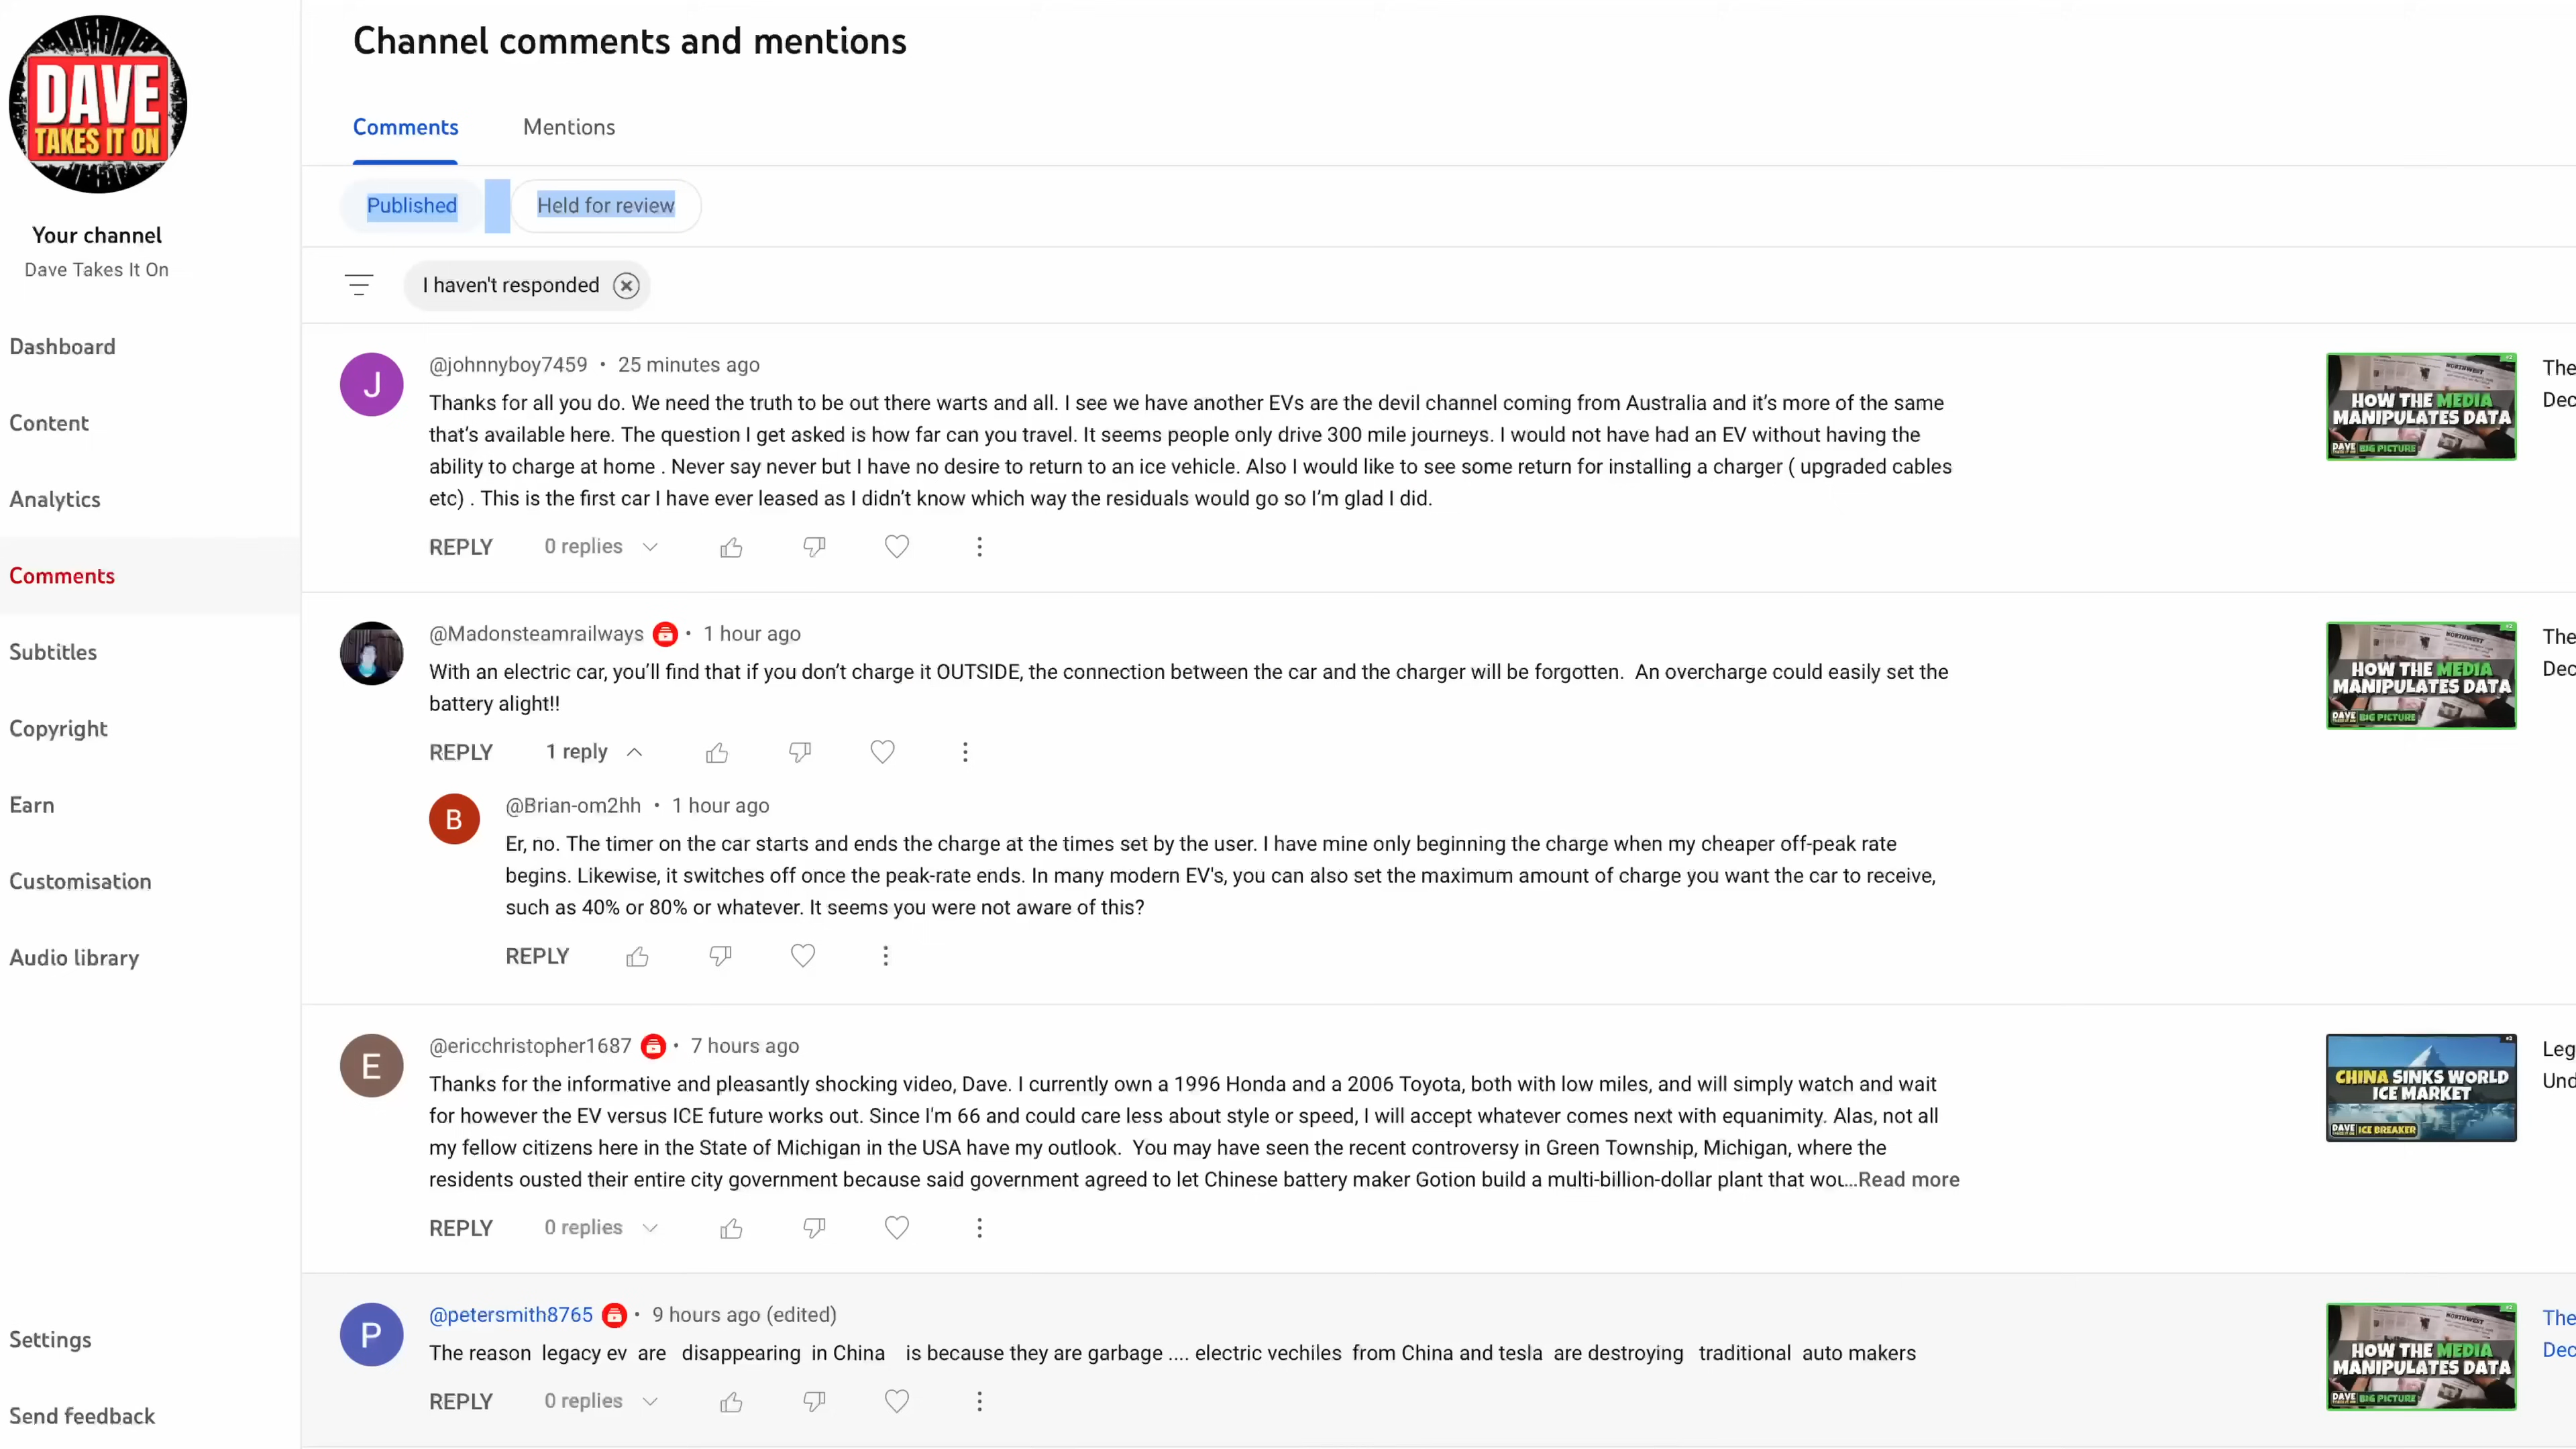 DAVE
TAKES IT ON
Your channel
Dave Takes It On
Dashboard
Content
Analytics
Comments
Subtitles
Copyright
Earn
Customisation
Audio library
Settings
Send feedback
Channel comments and mentions
Comments
Mentions
Published
Held for review
I haven't responded
J
@johnnyboy7459 • 25 minutes ago
Thanks for all you do. We need the truth to be out there warts and all. I see we have another EVs are the devil channel coming from Australia and it’s more of the same
that’s available here. The question I get asked is how far can you travel. It seems people only drive 300 mile journeys. I would not have had an EV without having the
ability to charge at home . Never say never but I have no desire to return to an ice vehicle. Also I would like to see some return for installing a charger ( upgraded cables
etc) . This is the first car I have ever leased as I didn’t know which way the residuals would go so I’m glad I did.
REPLY
0 replies
HOW THE MEDIA
MANIPULATES DATA
DAVE BIG PICTURE
The
Dec
@Madonsteamrailways • 1 hour ago
With an electric car, you’ll find that if you don’t charge it OUTSIDE, the connection between the car and the charger will be forgotten.  An overcharge could easily set the
battery alight!!
REPLY
1 reply
HOW THE MEDIA
MANIPULATES DATA
DAVE BIG PICTURE
The
Dec
B
@Brian-om2hh • 1 hour ago
Er, no. The timer on the car starts and ends the charge at the times set by the user. I have mine only beginning the charge when my cheaper off-peak rate
begins. Likewise, it switches off once the peak-rate ends. In many modern EV's, you can also set the maximum amount of charge you want the car to receive,
such as 40% or 80% or whatever. It seems you were not aware of this?
REPLY
E
@ericchristopher1687 • 7 hours ago
Thanks for the informative and pleasantly shocking video, Dave. I currently own a 1996 Honda and a 2006 Toyota, both with low miles, and will simply watch and wait
for however the EV versus ICE future works out. Since I'm 66 and could care less about style or speed, I will accept whatever comes next with equanimity. Alas, not all
my fellow citizens here in the State of Michigan in the USA have my outlook.  You may have seen the recent controversy in Green Township, Michigan, where the
residents ousted their entire city government because said government agreed to let Chinese battery maker Gotion build a multi-billion-dollar plant that wou...Read more
REPLY
0 replies
CHINA SINKS WORLD
ICE MARKET
DAVE ICE BREAKER
Leg
Und
P
@petersmith8765 • 9 hours ago (edited)
The reason  legacy ev  are  disappearing  in China   is because they are garbage .... electric vechiles  from China and tesla  are destroying  traditional  auto makers
REPLY
0 replies
HOW THE MEDIA
MANIPULATES DATA
DAVE BIG PICTURE
The
Dec